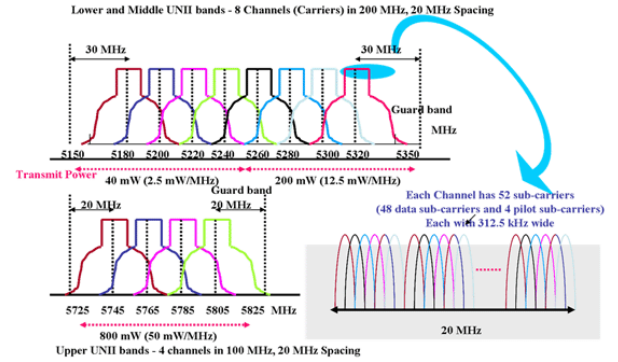 Lower and Middle UNII bands - 8 Channels (Carriers) in 200 MHz, 20 MHz Spacing
30 MHz
30 MHz
Guard band
MHz
5150
5180
5200
5220
5240
5260
5280
5300
5320
5350
Transmit Power
40 mW (2.5 mW/MHz)
200 mW (12.5 mW/MHz)
Guard band
20 MHz
20 MHz
Each Channel has 52 sub-carriers
(48 data sub-carriers and 4 pilot sub-carriers)
Each with 312.5 kHz wide
5725
5745
5765
5785
5805
5825
MHz
20 MHz
800 mW (50 mW/MHz)
Upper UNII bands - 4 channels in 100 MHz, 20 MHz Spacing